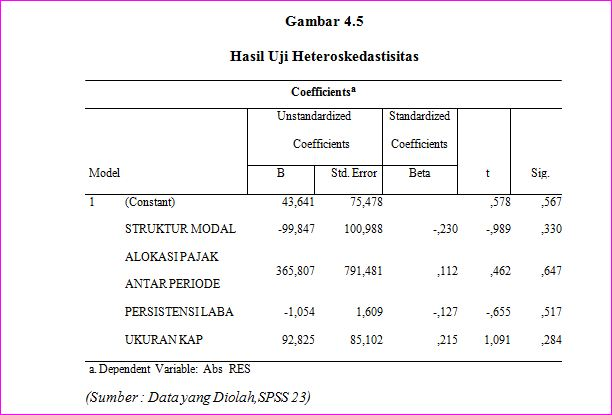 Gambar 4.5
Hasil Uji Heteroskedastisitas
Coefficientsa
Unstandardized Standardized
Coefficients Coefficients
Model B Std. Error Beta t Sig.
1 (Constant) 43,641 75,478 ,578 ,567
STRUKTUR MODAL -99,847 100,988 -,230 -,989 ,330
ALOKASI PAJAK
365,807 791,481 ,112 ,462 ,647
ANTAR PERIODE
PERSISTENSI LABA -1,054 1,609 -,127 -,655 ,517
UKURAN KAP 92,825 85,102 ,215 1,091 ,284
a. Dependent Variable: Abs RES
(Sumber : Data yang Diolah,SPSS 23)